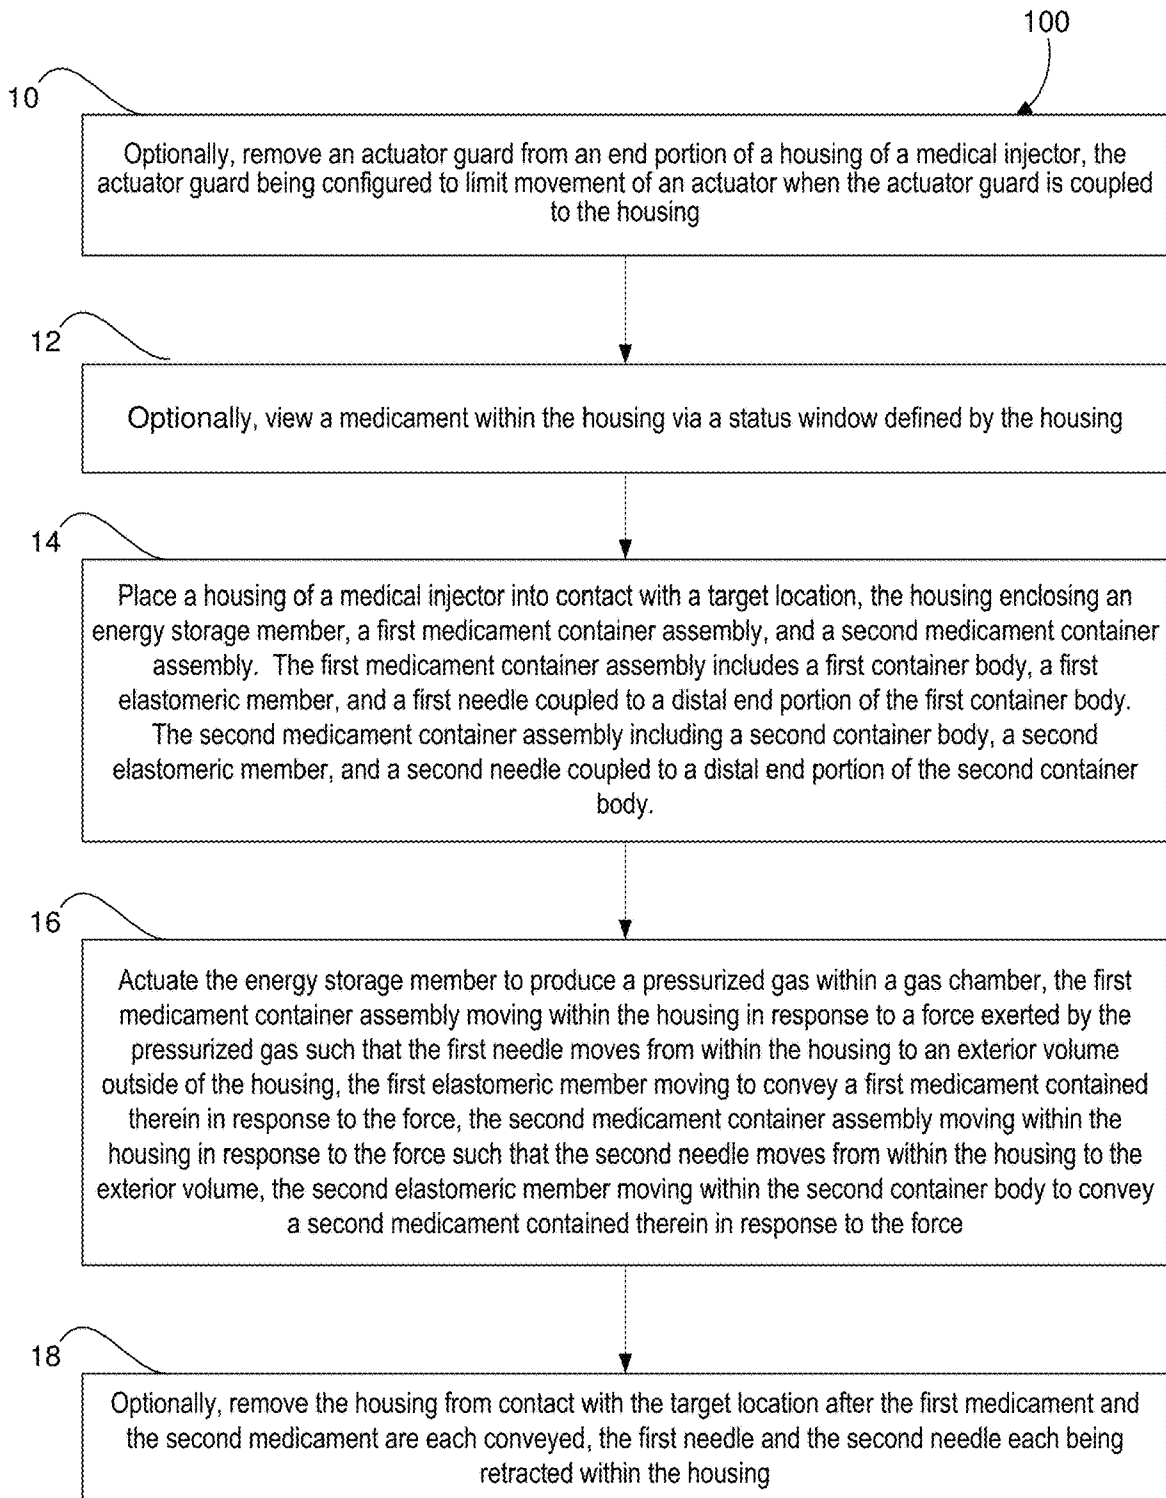 100
10
Optionally, remove an actuator guard from an end portion of a housing of a medical injector, the
actuator guard being configured to limit movement of an actuator when the actuator guard is coupled
to the housing
12
Optionally, view a medicament within the housing via a status window defined by the housing
14
Place a housing of a medical injector into contact with a target location, the housing enclosing an
energy storage member, a first medicament container assembly, and a second medicament container
assembly. The first medicament container assembly includes a first container body, a first
elastomeric member, and a first needle coupled to a distal end portion of the first container body.
The second medicament container assembly including a second container body, a second
elastomeric member, and a second needle coupled to a distal end portion of the second container
body.
16
Actuate the energy storage member to produce a pressurized gas within a gas chamber, the first
medicament container assembly moving within the housing in response to a force exerted by the
pressurized gas such that the first needle moves from within the housing to an exterior volume
outside of the housing, the first elastomeric member moving to convey a first medicament contained
therein in response to the force, the second medicament container assembly moving within the
housing in response to the force such that the second needle moves from within the housing to the
exterior volume, the second elastomeric member moving within the second container body to convey
a second medicament contained therein in response to the force
18
Optionally, remove the housing from contact with the target location after the first medicament and
the second medicament are each conveyed, the first needle and the second needle each being
retracted within the housing